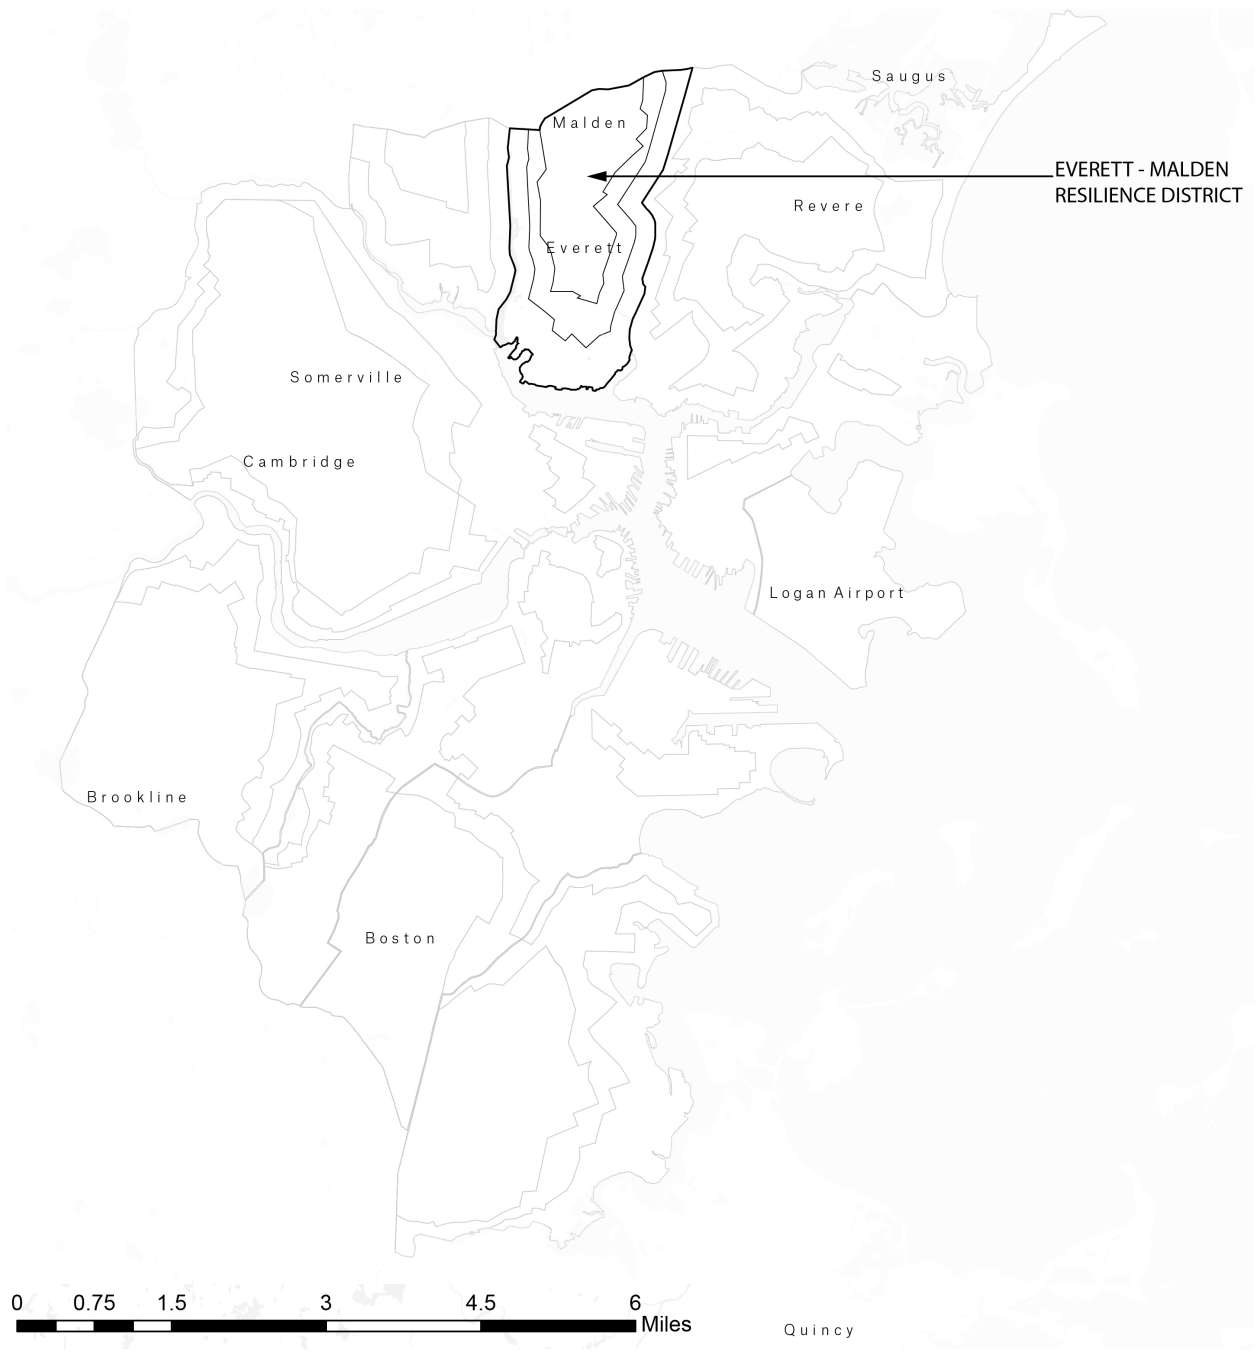 Saugus
Malden
EVERETT - MALDEN
RESILIENCE DISTRICT
Revere
Everett
Somerville
Cambridge
Logan Airport
Brookline
Boston
0 0.75 1.5 3 4.5 6
Miles
Quincy